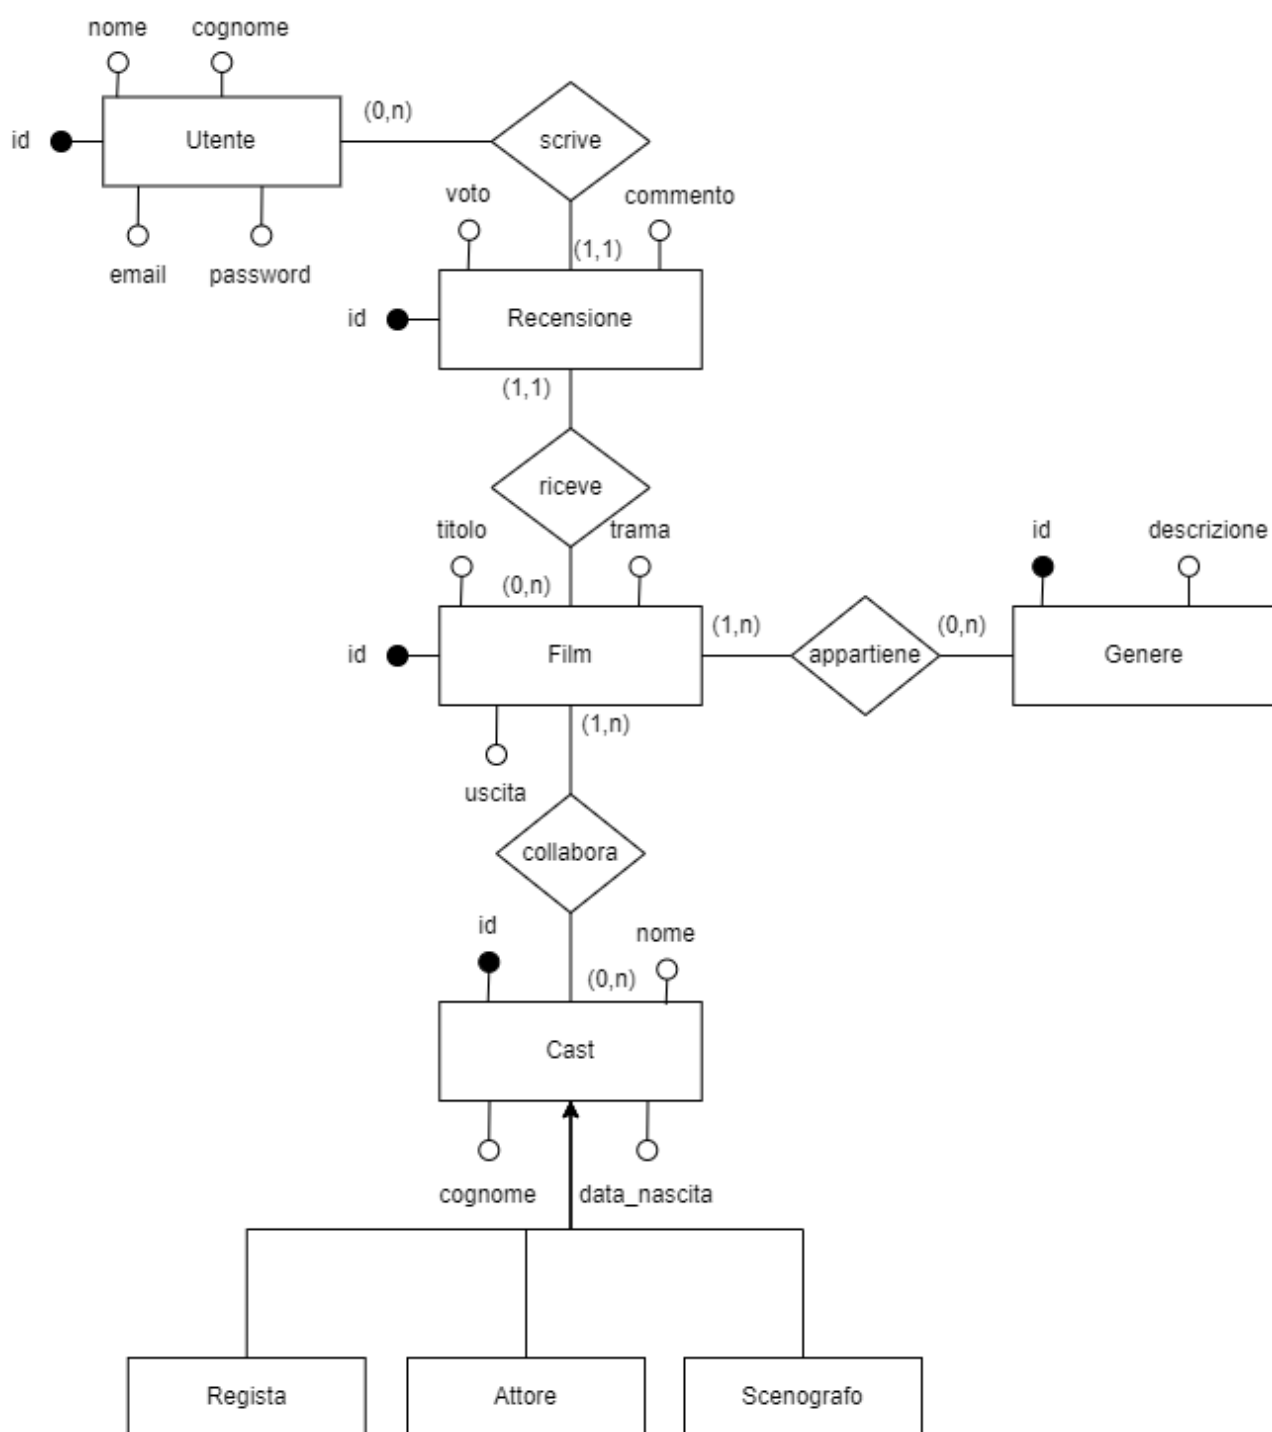 nome cognome
(0,n)
id Utente scrive
voto commento
(1,1)
email password
id Recensione
(1,1)
riceve
titolo trama id descrizione
(0,n) (1,n) (0,n)
id Film appartiene Genere
(1,n)
uscita
collabora
id nome
(0,n)
Cast
cognome data_nascita
Regista Attore Scenografo